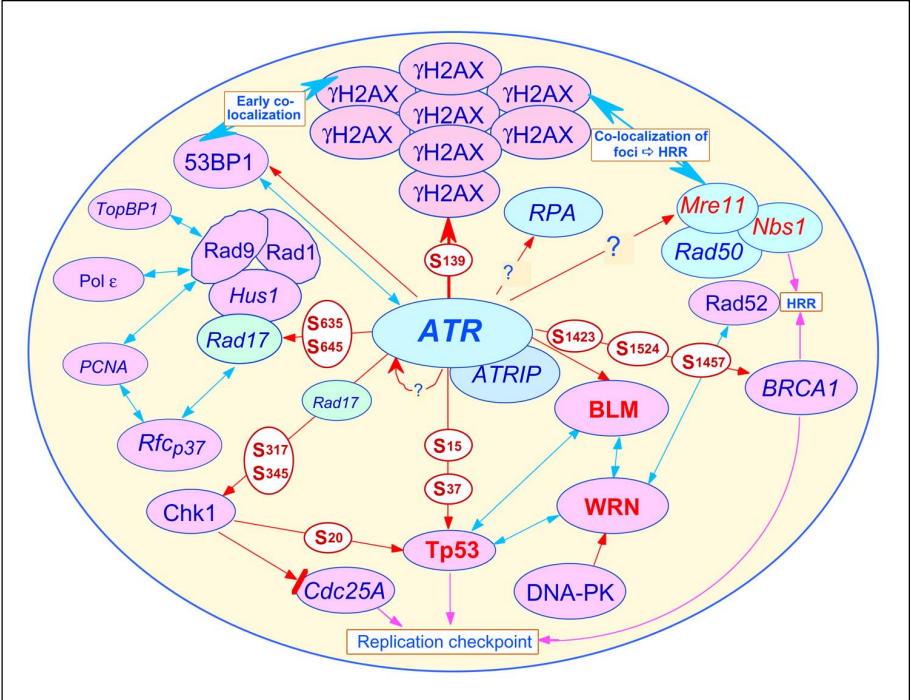 γH2AX
γH2AX
γH2AX
γH2AX
γH2AX
γH2AX
γH2AX
γH2AX
Early co-
localization
Co-localization of
foci ⇨ HRR
53BP1
TopBP1
Rad9
Rad1
Hus1
Pol ε
PCNA
Rad17
Rfcp37
RPA
?
?
Mre11
Nbs1
Rad50
Rad52
HRR
S139
S635
S645
ATR
ATRIP
?
S1423
S1524
S1457
BRCA1
Rad17
S317
S345
S15
S37
BLM
WRN
Chk1
S20
Tp53
Cdc25A
DNA-PK
Replication checkpoint